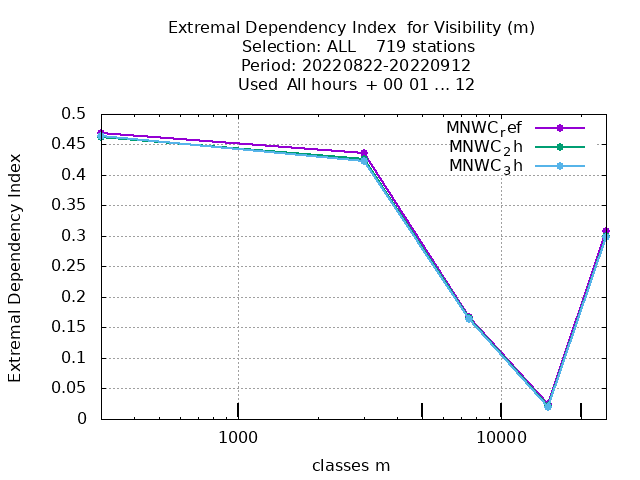 Extremal Dependency Index  for Visibility (m)
Selection: ALL    719 stations
Period: 20220822-20220912
Used  All hours  + 00 01 ... 12
0.5
0.45
0.4
0.35
0.3
0.25
0.2
0.15
0.1
0.05
0
Extremal Dependency Index
MNWC_ref
MNWC_2h
MNWC_3h
1000
10000
classes m